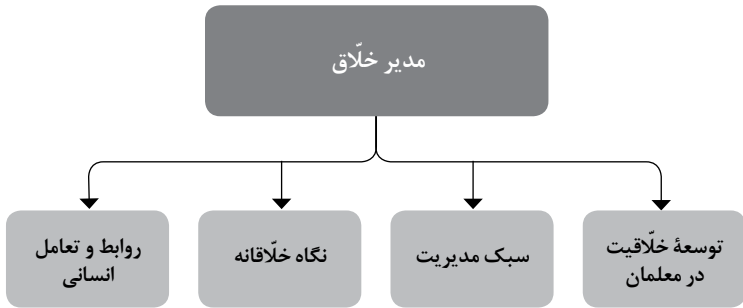 مدیر خلّاق
توسعهٔ خلّاقیت
در معلمان
سبک مدیریت
نگاه خلّاقانه
روابط و تعامل
انسانی